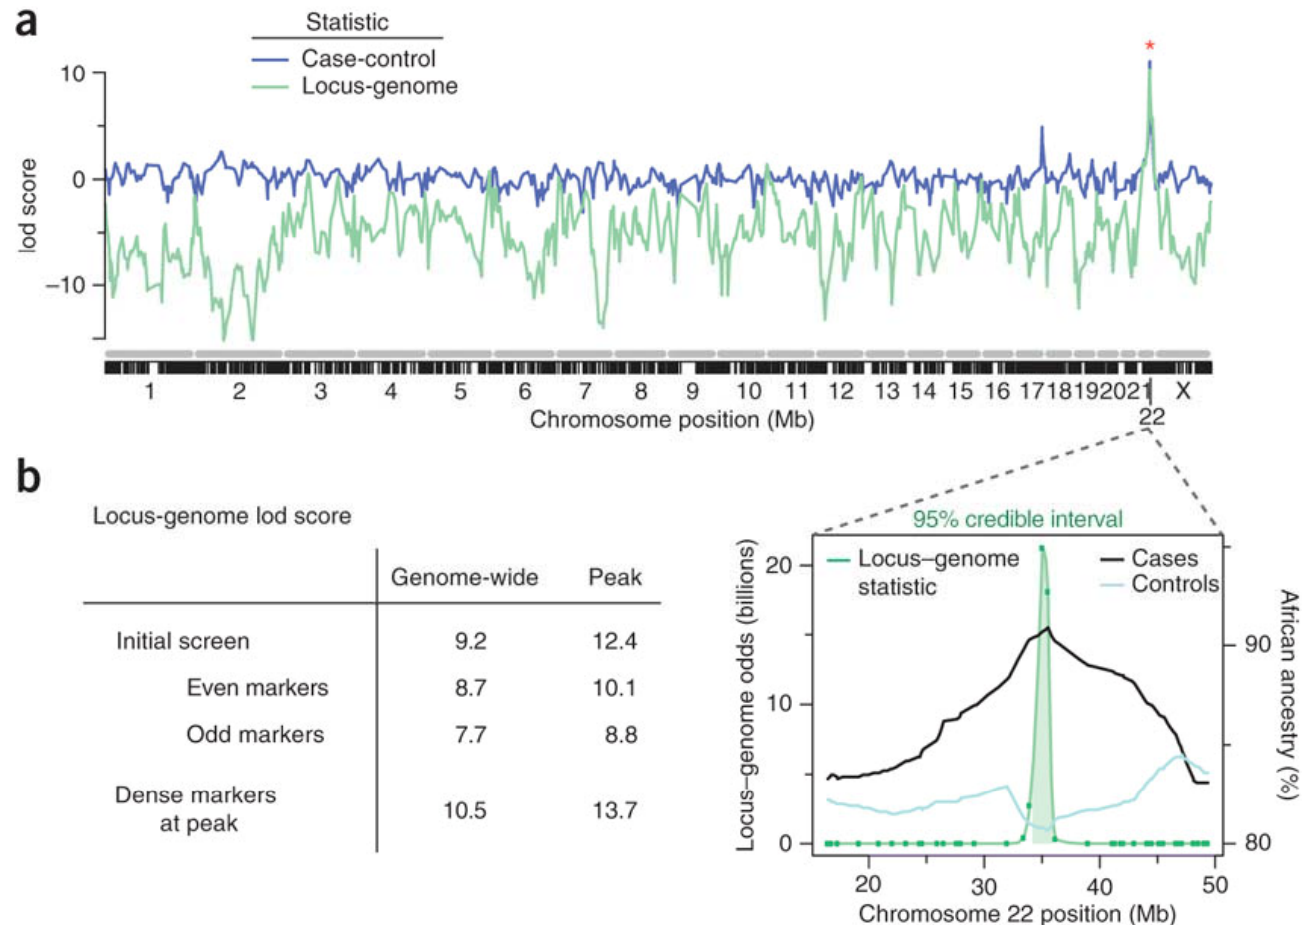 a
Statistic
Case-control
Locus-genome
*
10
0
−10
lod score
1 2 3 4 5 6 7 8 9 10 11 12 13 14 15 16 17 18 19 20 21 X
22
Chromosome position (Mb)
b
Locus-genome lod score
Genome-wide Peak
Initial screen 9.2 12.4
Even markers 8.7 10.1
Odd markers 7.7 8.8
Dense markers
at peak 10.5 13.7
95% credible interval
Locus–genome
statistic
Cases
Controls
20
10
0
Locus–genome odds (billions)
90
80
African ancestry (%)
20 30 40 50
Chromosome 22 position (Mb)